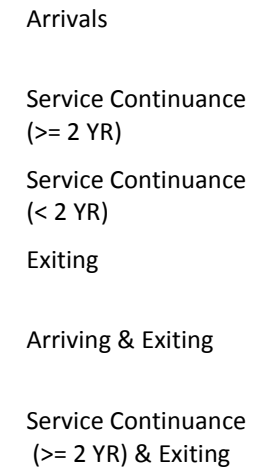 Arrivals
Service Continuance
(>= 2 YR)
Service Continuance
(< 2 YR)
Exiting
Arriving & Exiting
Service Continuance
(>= 2 YR) & Exiting